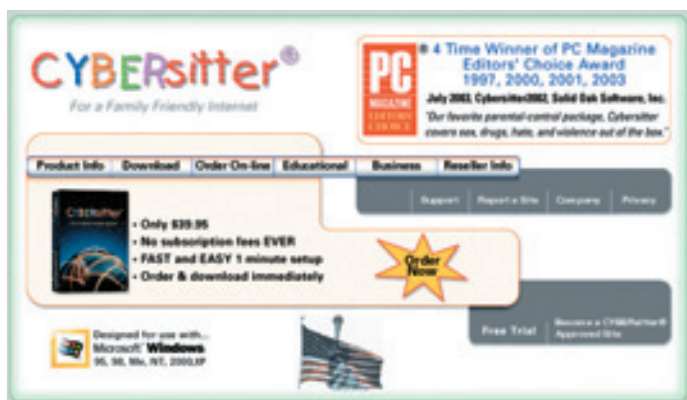 CYBERsitter®
For a Family Friendly Internet
PC
MAGAZINE
EDITORS'
CHOICE
® 4 Time Winner of PC Magazine
Editors' Choice Award
1997, 2000, 2001, 2003
July 2003, Cybersitter2002, Solid Oak Software, Inc.
"Our favorite parental-control package, Cybersitter
covers sex, drugs, hate, and violence out of the box."
Product Info Download Order On-line Educational Business Reseller Info
Support Report a Site Company Privacy
CYBERsitter
• Only $39.95
• No subscription fees EVER
• FAST and EASY 1 minute setup
• Order & download immediately
Order
Now
Free Trial
Become a CYBERsitter®
Approved Site
Designed for use with...
Microsoft Windows
95, 98, Me, NT, 2000, XP